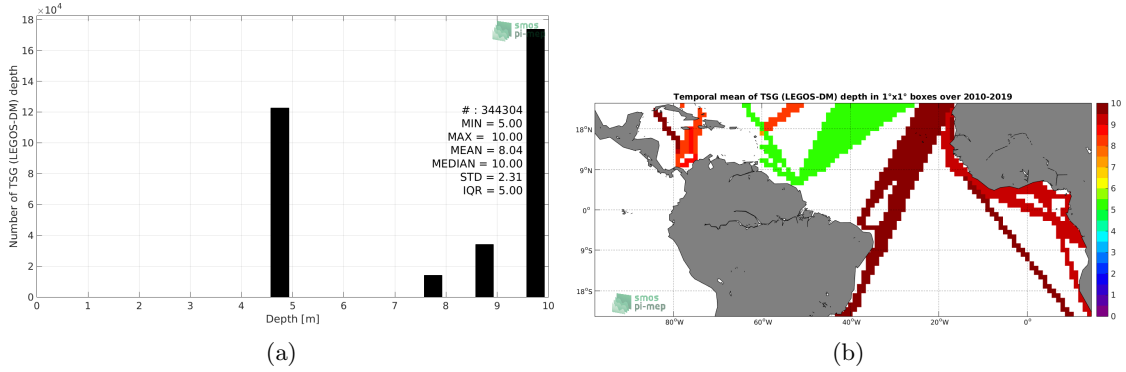 ×10⁴
18
16
14
12
10
8
6
4
2
0
Number of TSG (LEGOS-DM) depth
smos
pi-mep
# : 344304
MIN = 5.00
MAX = 10.00
MEAN = 8.04
MEDIAN = 10.00
STD = 2.31
IQR = 5.00
0 1 2 3 4 5 6 7 8 9 10
Depth [m]
(a)
Temporal mean of TSG (LEGOS-DM) depth in 1°x1° boxes over 2010-2019
18°N
9°N
0°
9°S
18°S
smos
pi-mep
80°W 60°W 40°W 20°W 0°
10
9
8
7
6
5
4
3
2
1
0
(b)